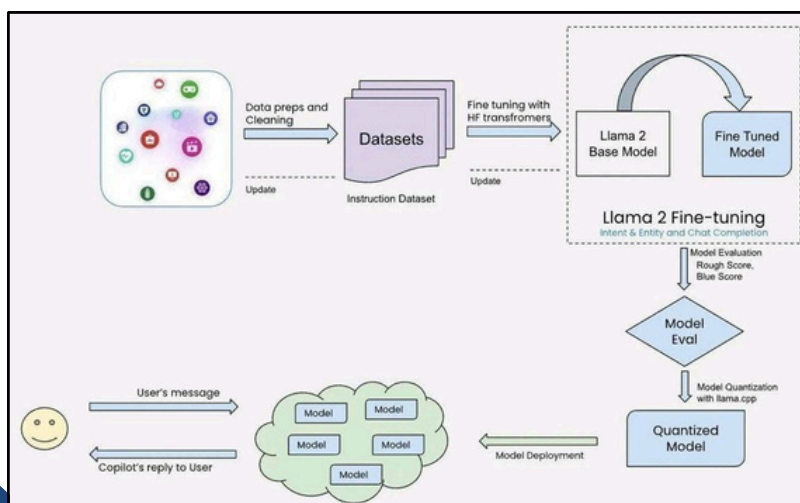 Data preps and
Cleaning
Update
Datasets
Instruction Dataset
Fine tuning with
HF transfromers
Update
Llama 2
Base Model
Fine Tuned
Model
Llama 2 Fine-tuning
Intent & Entity and Chat Completion
Model Evaluation
Rough Score,
Blue Score
Model
Eval
Model Quantization
with llama.cpp
Quantized
Model
Model Deployment
Model
Model
Model
Model
Model
User's message
Copilot's reply to User